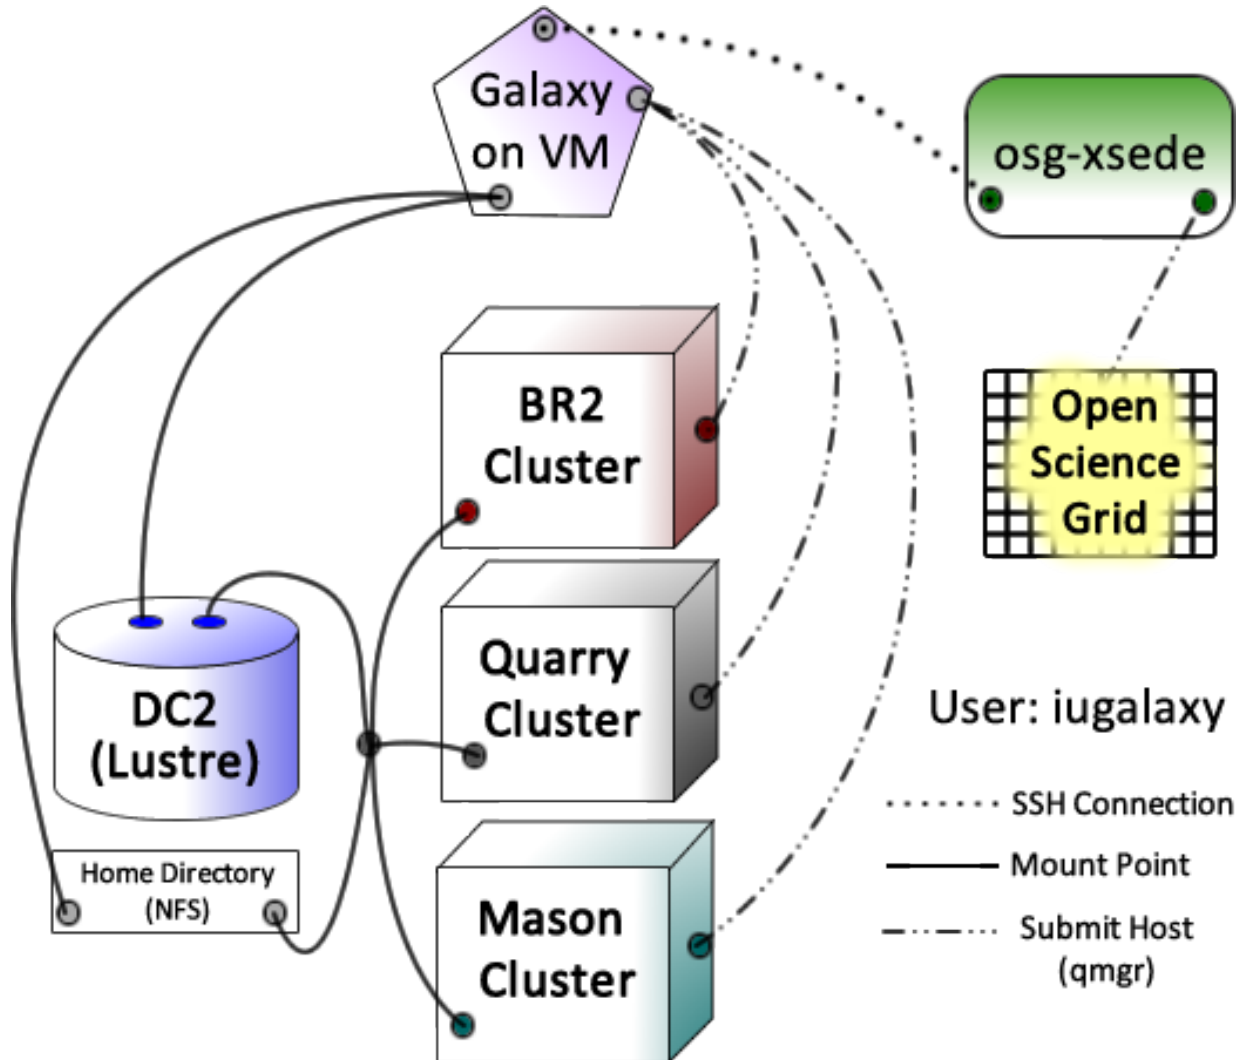 Galaxy
on VM
osg-xsede
BR2
Cluster
Open
Science
Grid
Quarry
Cluster
DC2
(Lustre)
User: iugalaxy
SSH Connection
Mount Point
Home Directory
(NFS)
Mason
Cluster
Submit Host
(qmgr)